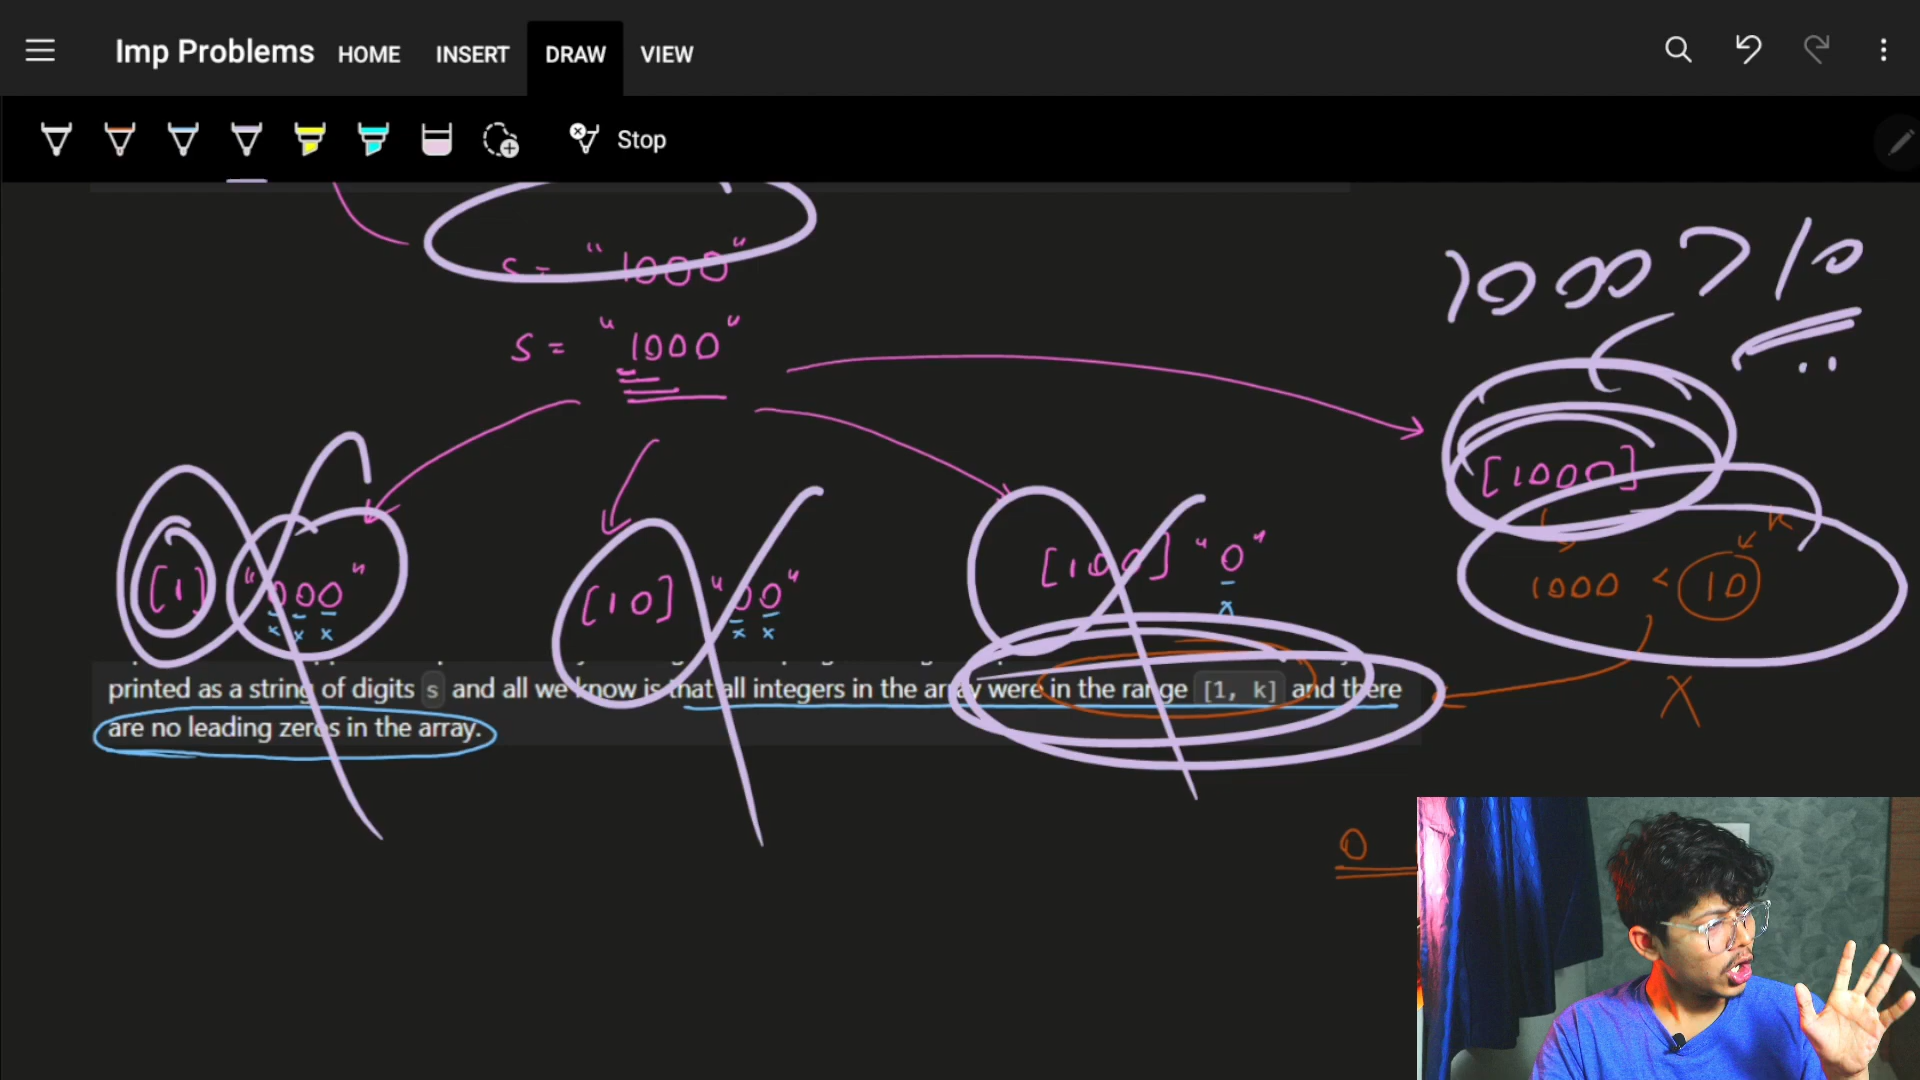 Imp Problems HOME INSERT DRAW VIEW
Stop
s = "1000"
1000 > 10
s = "1000"
[1000]
k
1000 < 10
[1] "000"
x x x
[10] "00"
x x
[100] "0"
x
printed as a string of digits s and all we know is that all integers in the array were in the range [1, k] and there
are no leading zeros in the array.
X
0